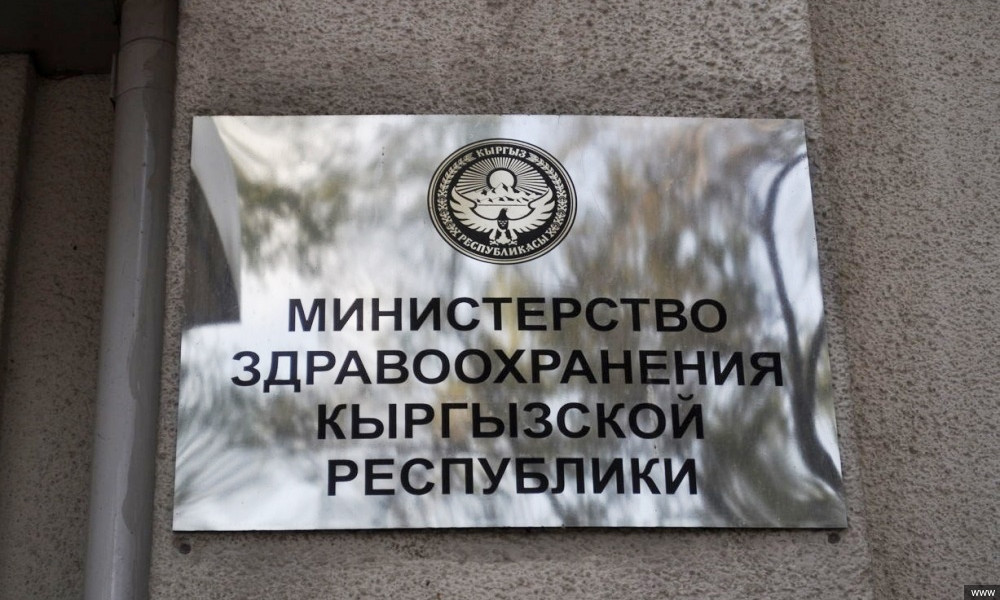 КЫРГЫЗ
РЕСПУБЛИКАСЫ
МИНИСТЕРСТВО
ЗДРАВООХРАНЕНИЯ
КЫРГЫЗСКОЙ
РЕСПУБЛИКИ
www